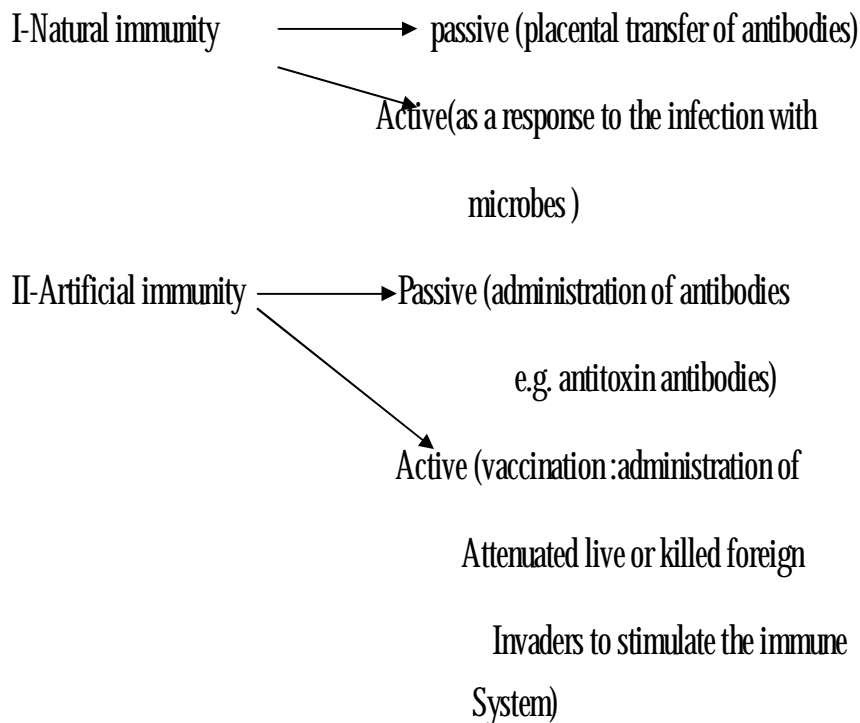 I-Natural immunity passive (placental transfer of antibodies)
Active(as a response to the infection with
microbes )
II-Artificial immunity Passive (administration of antibodies
e.g. antitoxin antibodies)
Active (vaccination :administration of
Attenuated live or killed foreign
Invaders to stimulate the immune
System)